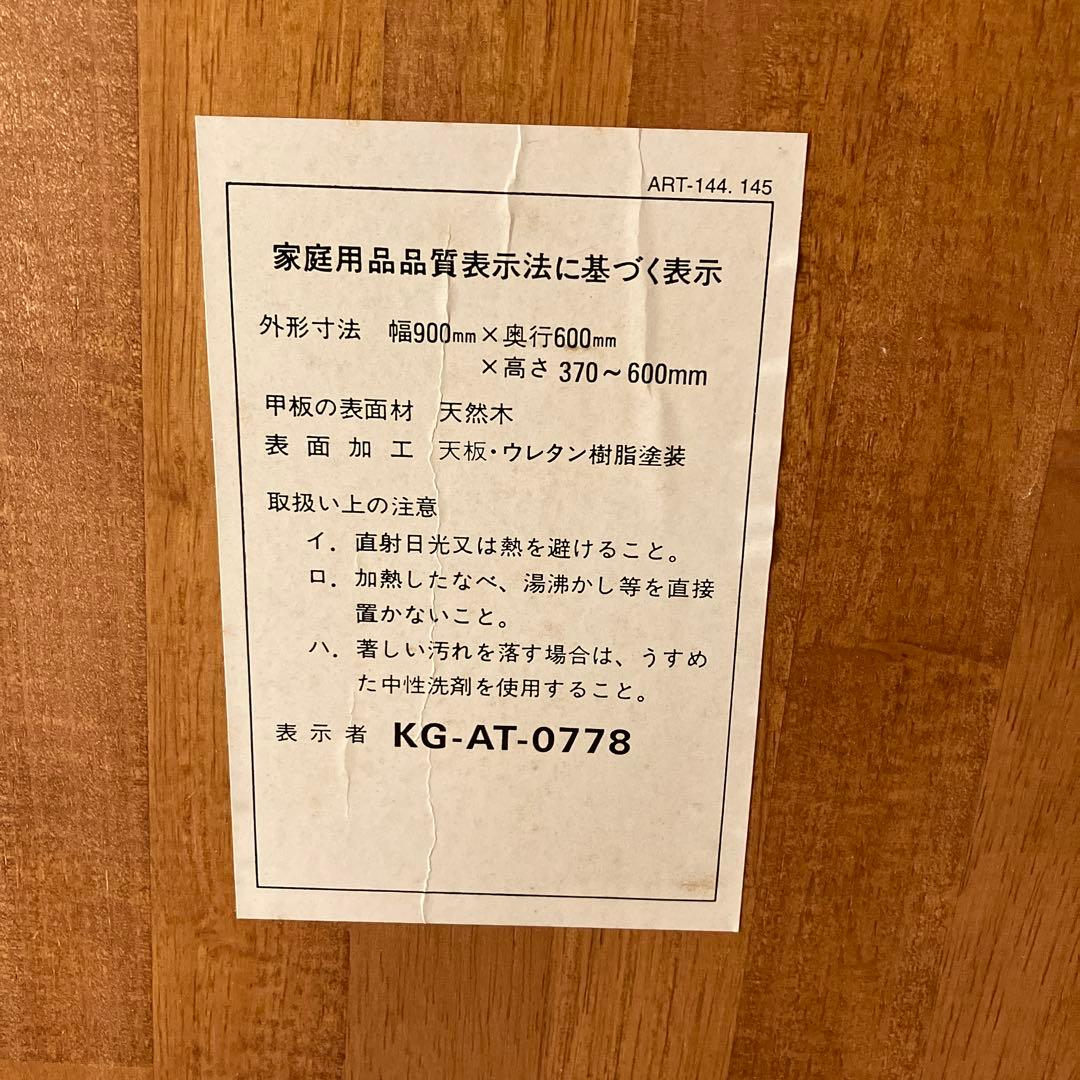 ART-144. 145
家庭用品品質表示法に基づく表示
外形寸法 幅900mm×奥行600mm
×高さ 370～600mm
甲板の表面材 天然木
表面加工 天板・ウレタン樹脂塗装
取扱い上の注意
イ. 直射日光又は熱を避けること。
ロ. 加熱したなべ、湯沸かし等を直接
置かないこと。
ハ. 著しい汚れを落す場合は、うすめ
た中性洗剤を使用すること。
表示者 KG-AT-0778